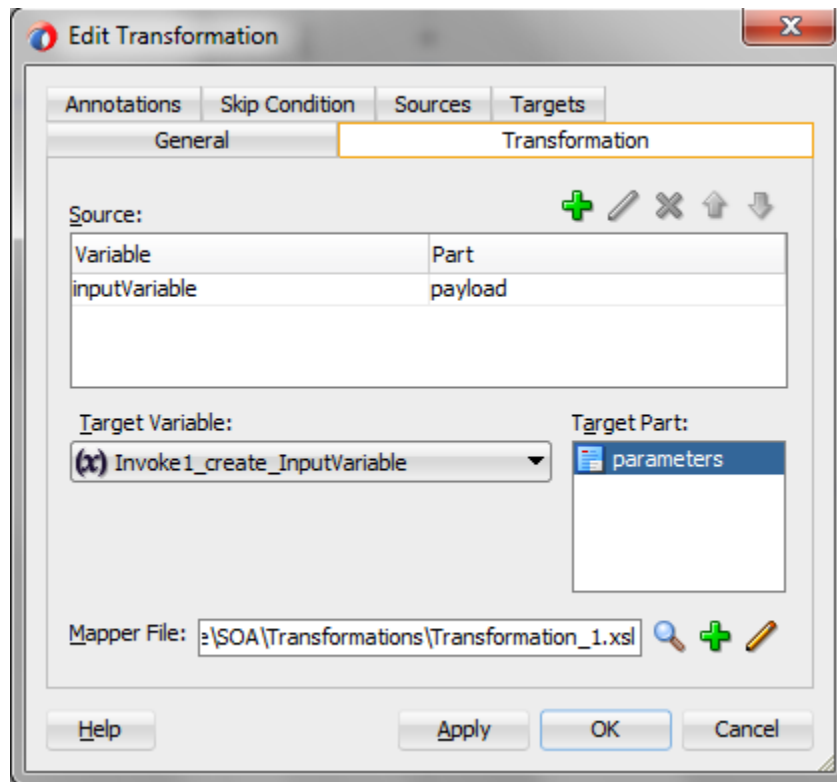 Edit Transformation
Annotations Skip Condition Sources Targets
General Transformation
Source:
Variable Part
inputVariable payload
Target Variable: Target Part:
(x) Invoke1_create_InputVariable parameters
Mapper File: e\SOA\Transformations\Transformation_1.xsl
Help Apply OK Cancel